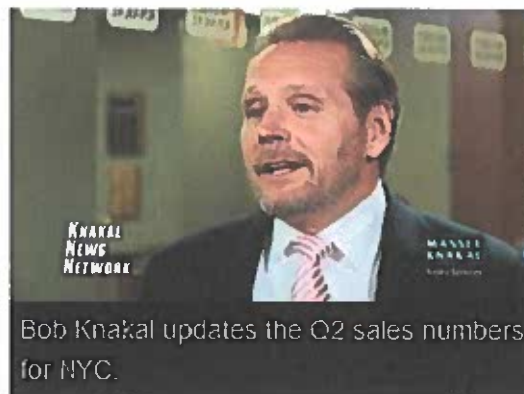 KNAKAL
NEWS
NETWORK
MASSEY
KNAKAL
Bob Knakal updates the Q2 sales numbers
for NYC.